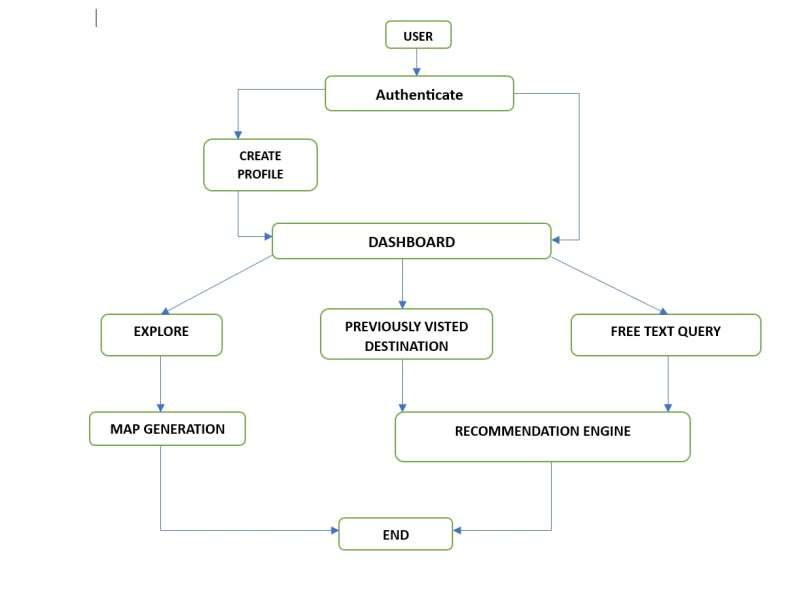 USER
Authenticate
CREATE
PROFILE
DASHBOARD
EXPLORE
PREVIOUSLY VISTED
DESTINATION
FREE TEXT QUERY
MAP GENERATION
RECOMMENDATION ENGINE
END